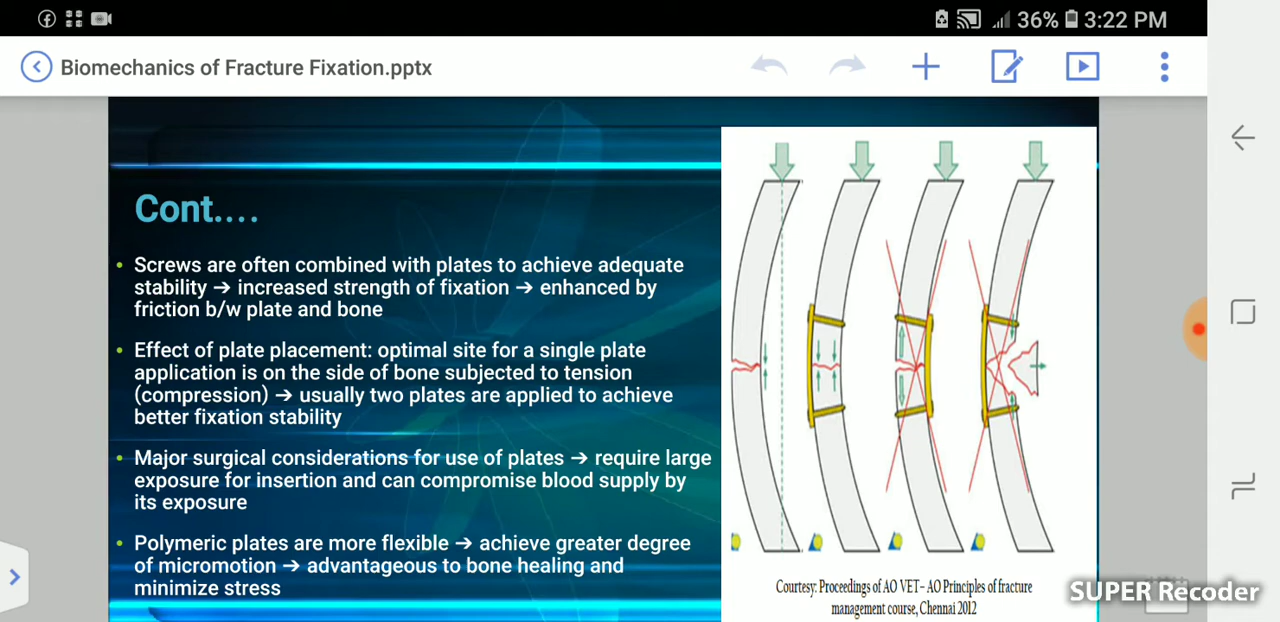 36% 3:22 PM
Biomechanics of Fracture Fixation.pptx
Cont....
• Screws are often combined with plates to achieve adequate
stability → increased strength of fixation → enhanced by
friction b/w plate and bone
• Effect of plate placement: optimal site for a single plate
application is on the side of bone subjected to tension
(compression) → usually two plates are applied to achieve
better fixation stability
• Major surgical considerations for use of plates → require large
exposure for insertion and can compromise blood supply by
its exposure
• Polymeric plates are more flexible → achieve greater degree
of micromotion → advantageous to bone healing and
minimize stress
Courtesy: Proceedings of AO VET– AO Principles of fracture
management course, Chennai 2012
SUPER Recoder